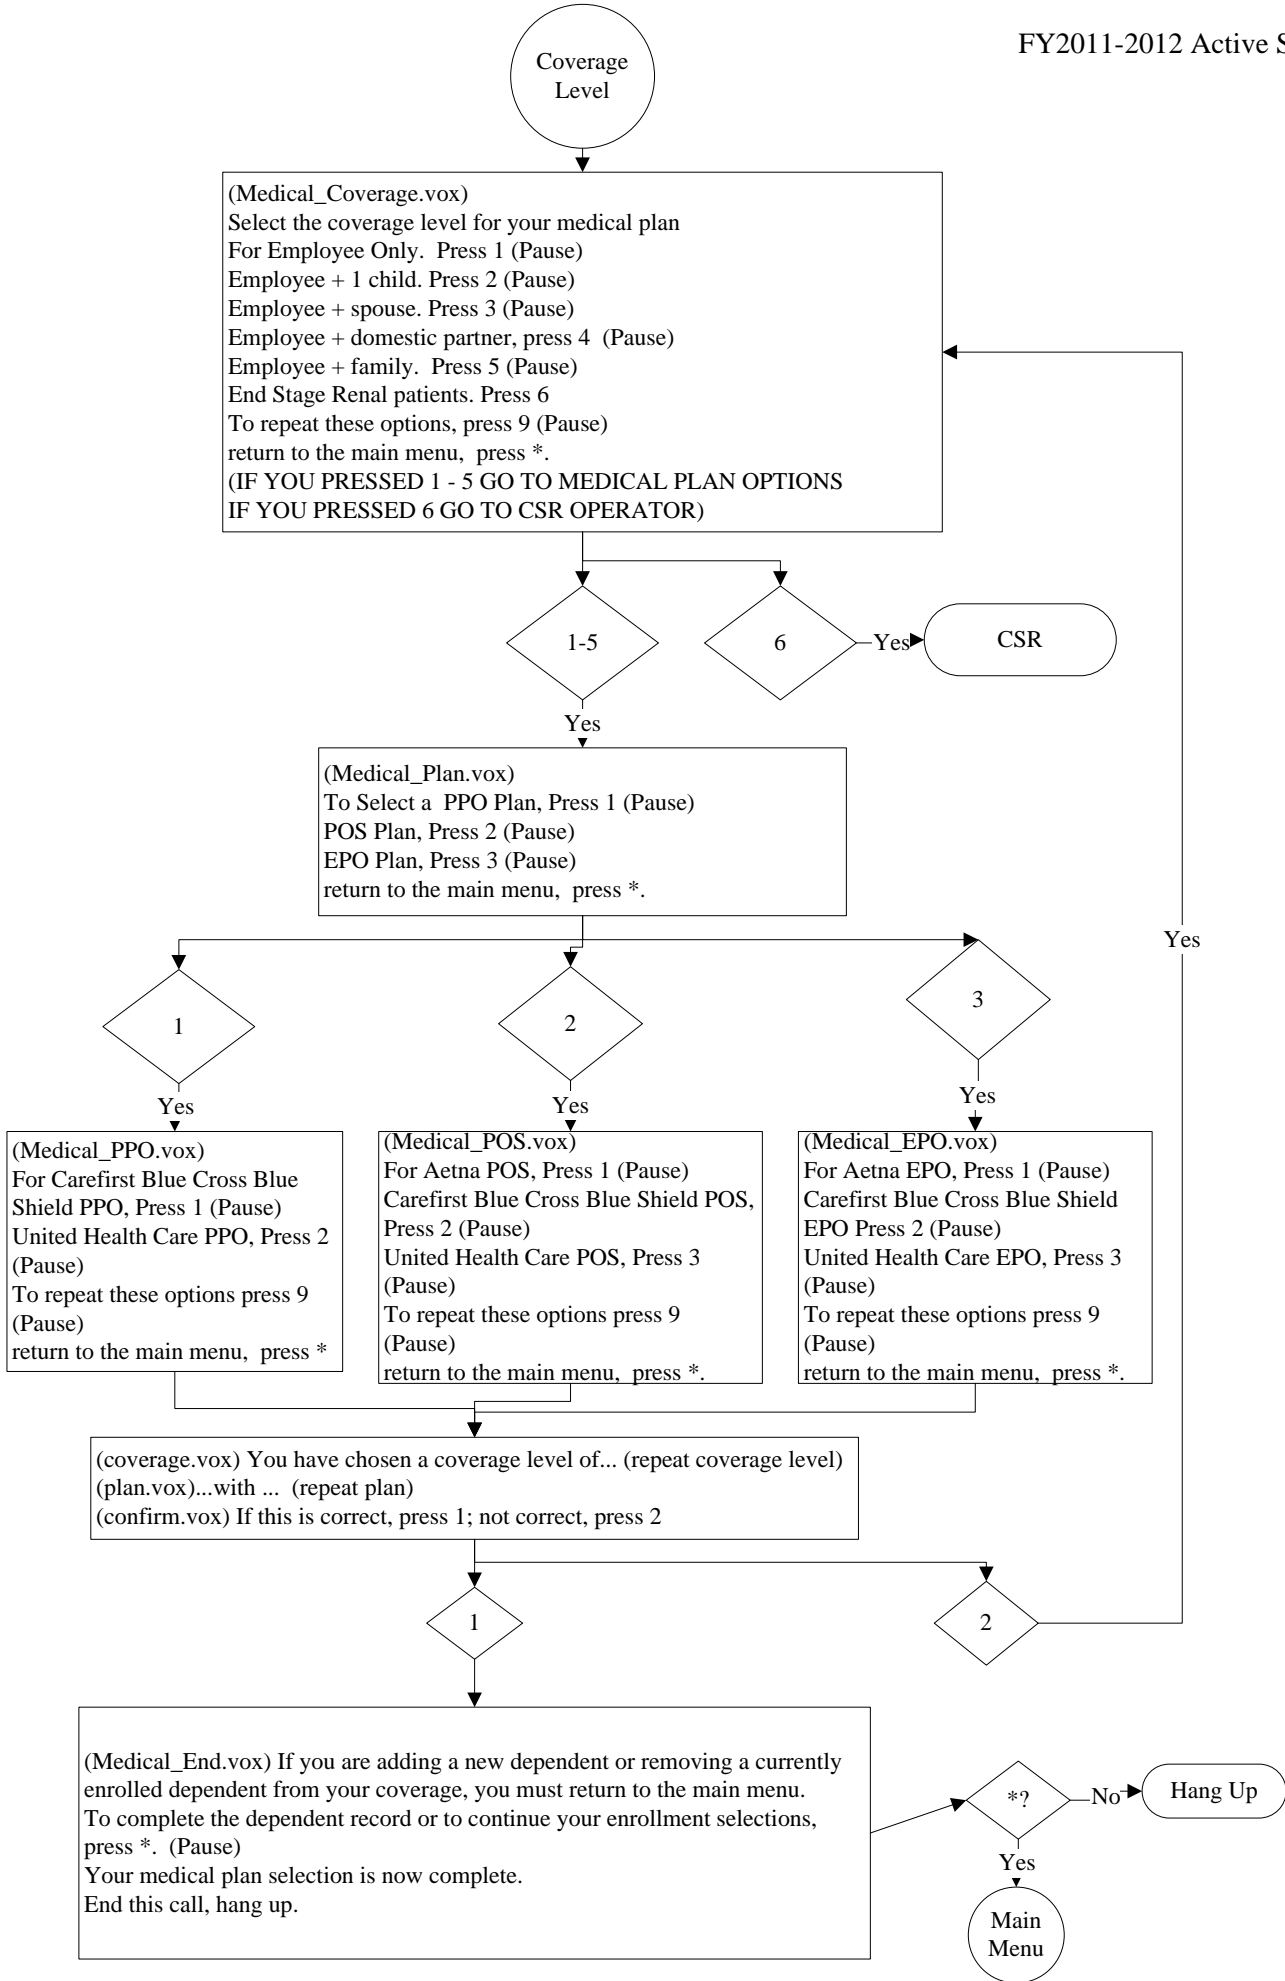 FY2011-2012 Active S
Coverage
Level
(Medical_Coverage.vox)
Select the coverage level for your medical plan
For Employee Only.  Press 1 (Pause)
Employee + 1 child. Press 2 (Pause)
Employee + spouse. Press 3 (Pause)
Employee + domestic partner, press 4  (Pause)
Employee + family.  Press 5 (Pause)
End Stage Renal patients. Press 6
To repeat these options, press 9 (Pause)
return to the main menu,  press *.
(IF YOU PRESSED 1 - 5 GO TO MEDICAL PLAN OPTIONS
IF YOU PRESSED 6 GO TO CSR OPERATOR)
1-5
6
Yes
CSR
Yes
(Medical_Plan.vox)
To Select a  PPO Plan, Press 1 (Pause)
POS Plan, Press 2 (Pause)
EPO Plan, Press 3 (Pause)
return to the main menu,  press *.
Yes
1
2
3
Yes
Yes
Yes
(Medical_PPO.vox)
For Carefirst Blue Cross Blue
Shield PPO, Press 1 (Pause)
United Health Care PPO, Press 2
(Pause)
To repeat these options press 9
(Pause)
return to the main menu,  press *
(Medical_POS.vox)
For Aetna POS, Press 1 (Pause)
Carefirst Blue Cross Blue Shield POS,
Press 2 (Pause)
United Health Care POS, Press 3
(Pause)
To repeat these options press 9
(Pause)
return to the main menu,  press *.
(Medical_EPO.vox)
For Aetna EPO, Press 1 (Pause)
Carefirst Blue Cross Blue Shield
EPO Press 2 (Pause)
United Health Care EPO, Press 3
(Pause)
To repeat these options press 9
(Pause)
return to the main menu,  press *.
(coverage.vox) You have chosen a coverage level of... (repeat coverage level)
(plan.vox)...with ...  (repeat plan)
(confirm.vox) If this is correct, press 1; not correct, press 2
1
2
(Medical_End.vox) If you are adding a new dependent or removing a currently
enrolled dependent from your coverage, you must return to the main menu.
To complete the dependent record or to continue your enrollment selections,
press *.  (Pause)
Your medical plan selection is now complete.
End this call, hang up.
*?
No
Hang Up
Yes
Main
Menu